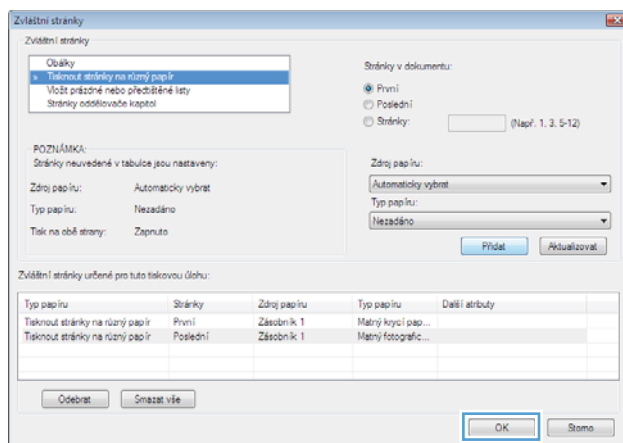 Zvláštní stránky
Zvláštní stránky
Obálky
» Tisknout stránky na různý papír
Vložit prázdné nebo předtištěné listy
Stránky oddělovače kapitol
Stránky v dokumentu:
První
Poslední
Stránky:
(Např. 1. 3. 5-12)
POZNÁMKA:
Stránky neuvedené v tabulce jsou nastaveny:
Zdroj papíru: Automaticky vybrat
Typ papíru: Nezadáno
Tisk na obě strany: Zapnuto
Zdroj papíru:
Automaticky vybrat
Typ papíru:
Nezadáno
Přidat Aktualizovat
Zvláštní stránky určené pro tuto tiskovou úlohu:
Typ papíru Stránky Zdroj papíru Typ papíru Další atributy
Tisknout stránky na různý papír První Zásobník 1 Matný krycí pap...
Tisknout stránky na různý papír Poslední Zásobník 1 Matný fotografic...
Odebrat Smazat vše
OK Storno